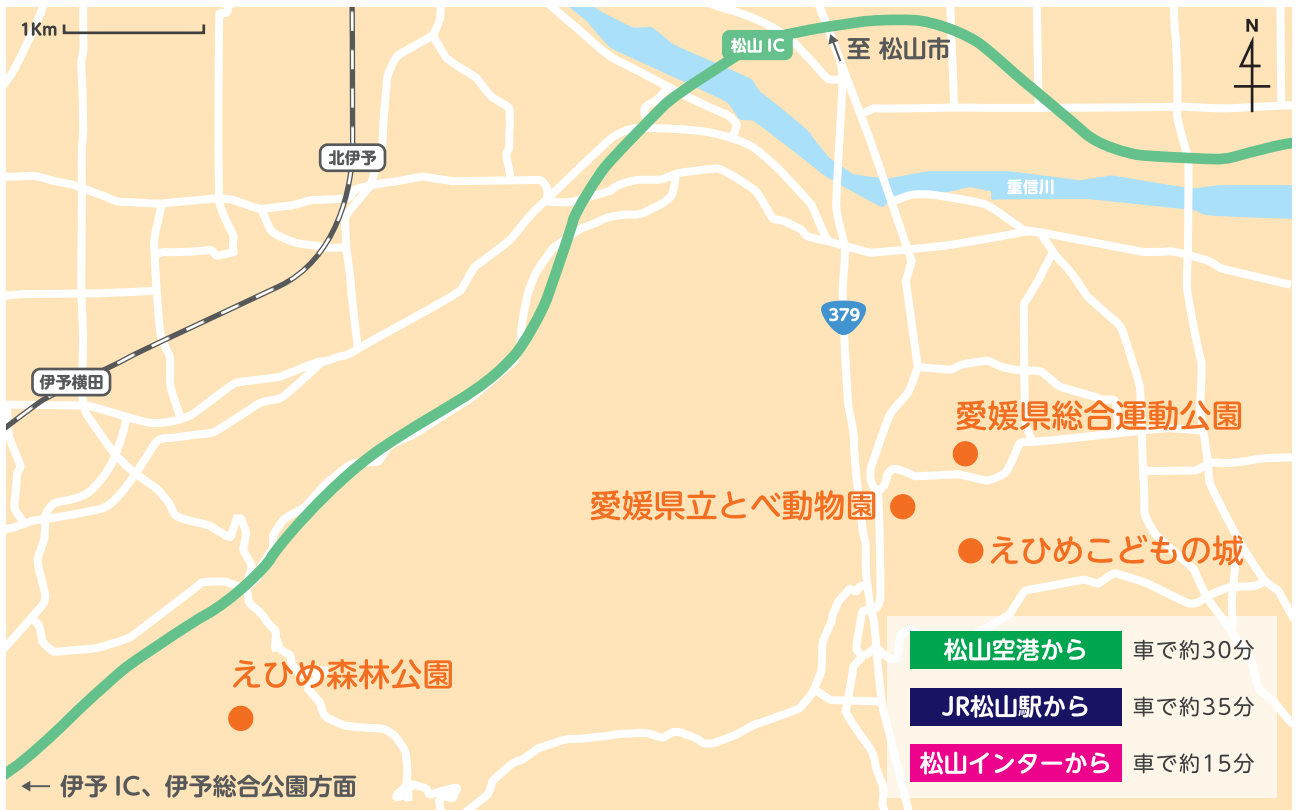 1Km
松山 IC
至 松山市
N
北伊予
重信川
379
伊予横田
愛媛県総合運動公園
愛媛県立とべ動物園
えひめこどもの城
えひめ森林公園
松山空港から 車で約30分
JR松山駅から 車で約35分
松山インターから 車で約15分
← 伊予 IC、伊予総合公園方面